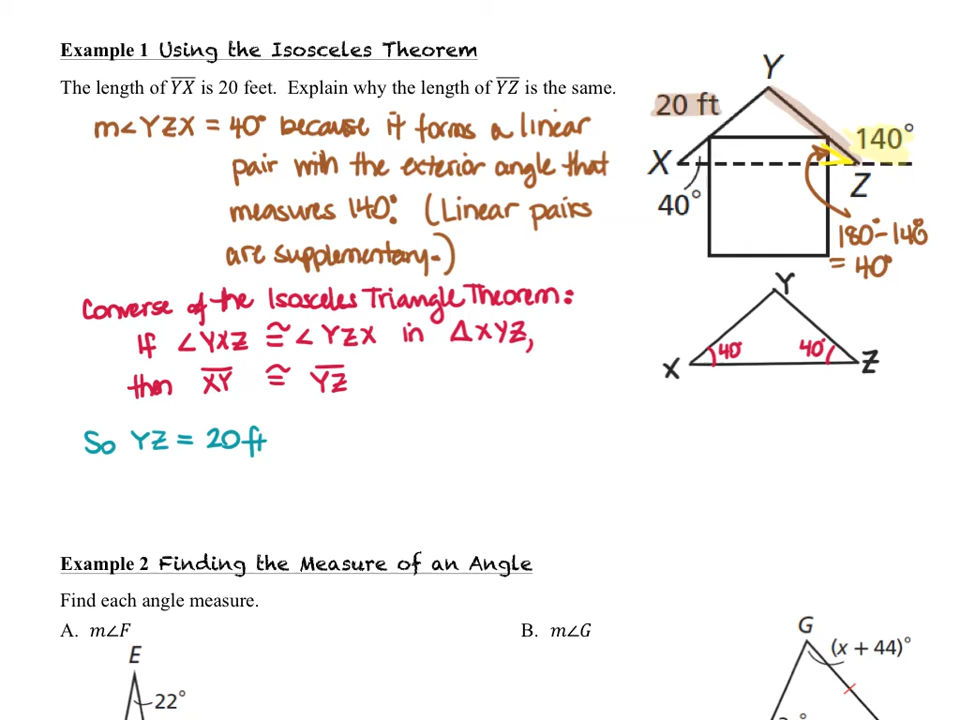 Example 1 Using the Isosceles Theorem
The length of YX is 20 feet. Explain why the length of YZ is the same.
m∠YZX = 40° because it forms a linear
pair with the exterior angle that
measures 140°. (Linear pairs
are supplementary.)
Converse of the Isosceles Triangle Theorem:
If ∠YXZ ≅ ∠YZX in ΔXYZ,
then XY ≅ YZ
So YZ = 20 ft
Y
20 ft
140°
X
Z
40°
180° - 140°
= 40°
Y
40°
40°
X
Z
Example 2 Finding the Measure of an Angle
Find each angle measure.
A. m∠F
B. m∠G
E
22°
G
(x + 44)°